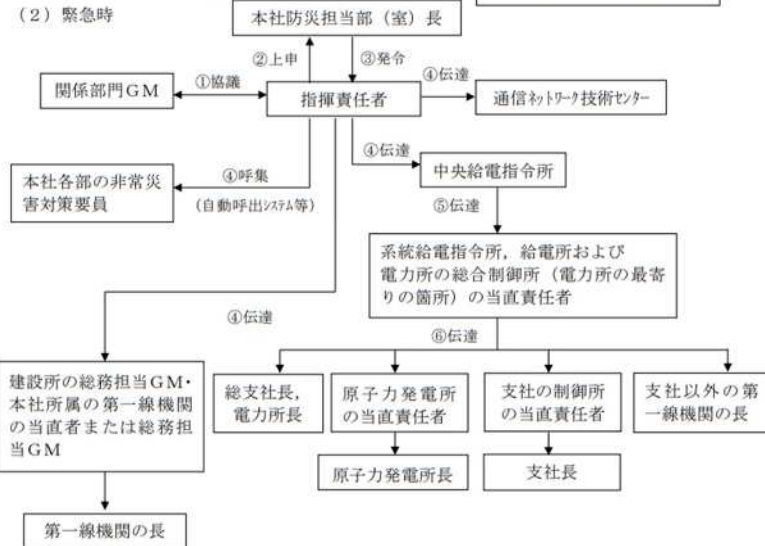 （２）緊急時
本社防災担当部（室）長
②上申
③発令
関係部門ＧＭ
①協議
指揮責任者
④伝達
通信ﾈｯﾄﾜｰｸ技術ｾﾝﾀｰ
④伝達
中央給電指令所
本社各部の非常災
害対策要員
④呼集
(自動呼出ｼｽﾃﾑ等)
⑤伝達
系統給電指令所，給電所および
電力所の総合制御所（電力所の最寄
りの箇所）の当直責任者
④伝達
⑥伝達
建設所の総務担当ＧＭ・
本社所属の第一線機関
の当直者または総務担
当ＧＭ
総支社長，
電力所長
原子力発電所
の当直責任者
支社の制御所
の当直責任者
支社以外の第
一線機関の長
原子力発電所長
支社長
第一線機関の長